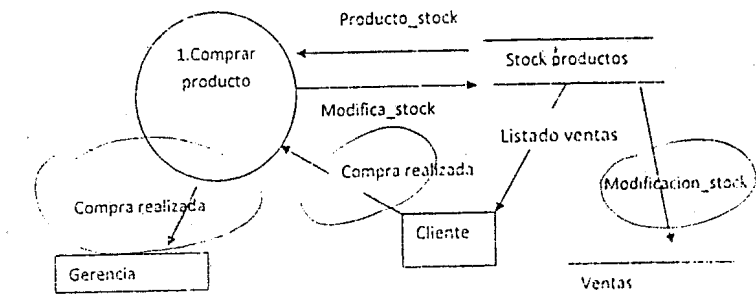 Producto_stock
1.Comprar
producto
Stock productos
Modifica_stock
Listado ventas
Compra realizada
Modificacion_stock
Compra realizada
Cliente
Gerencia
Ventas